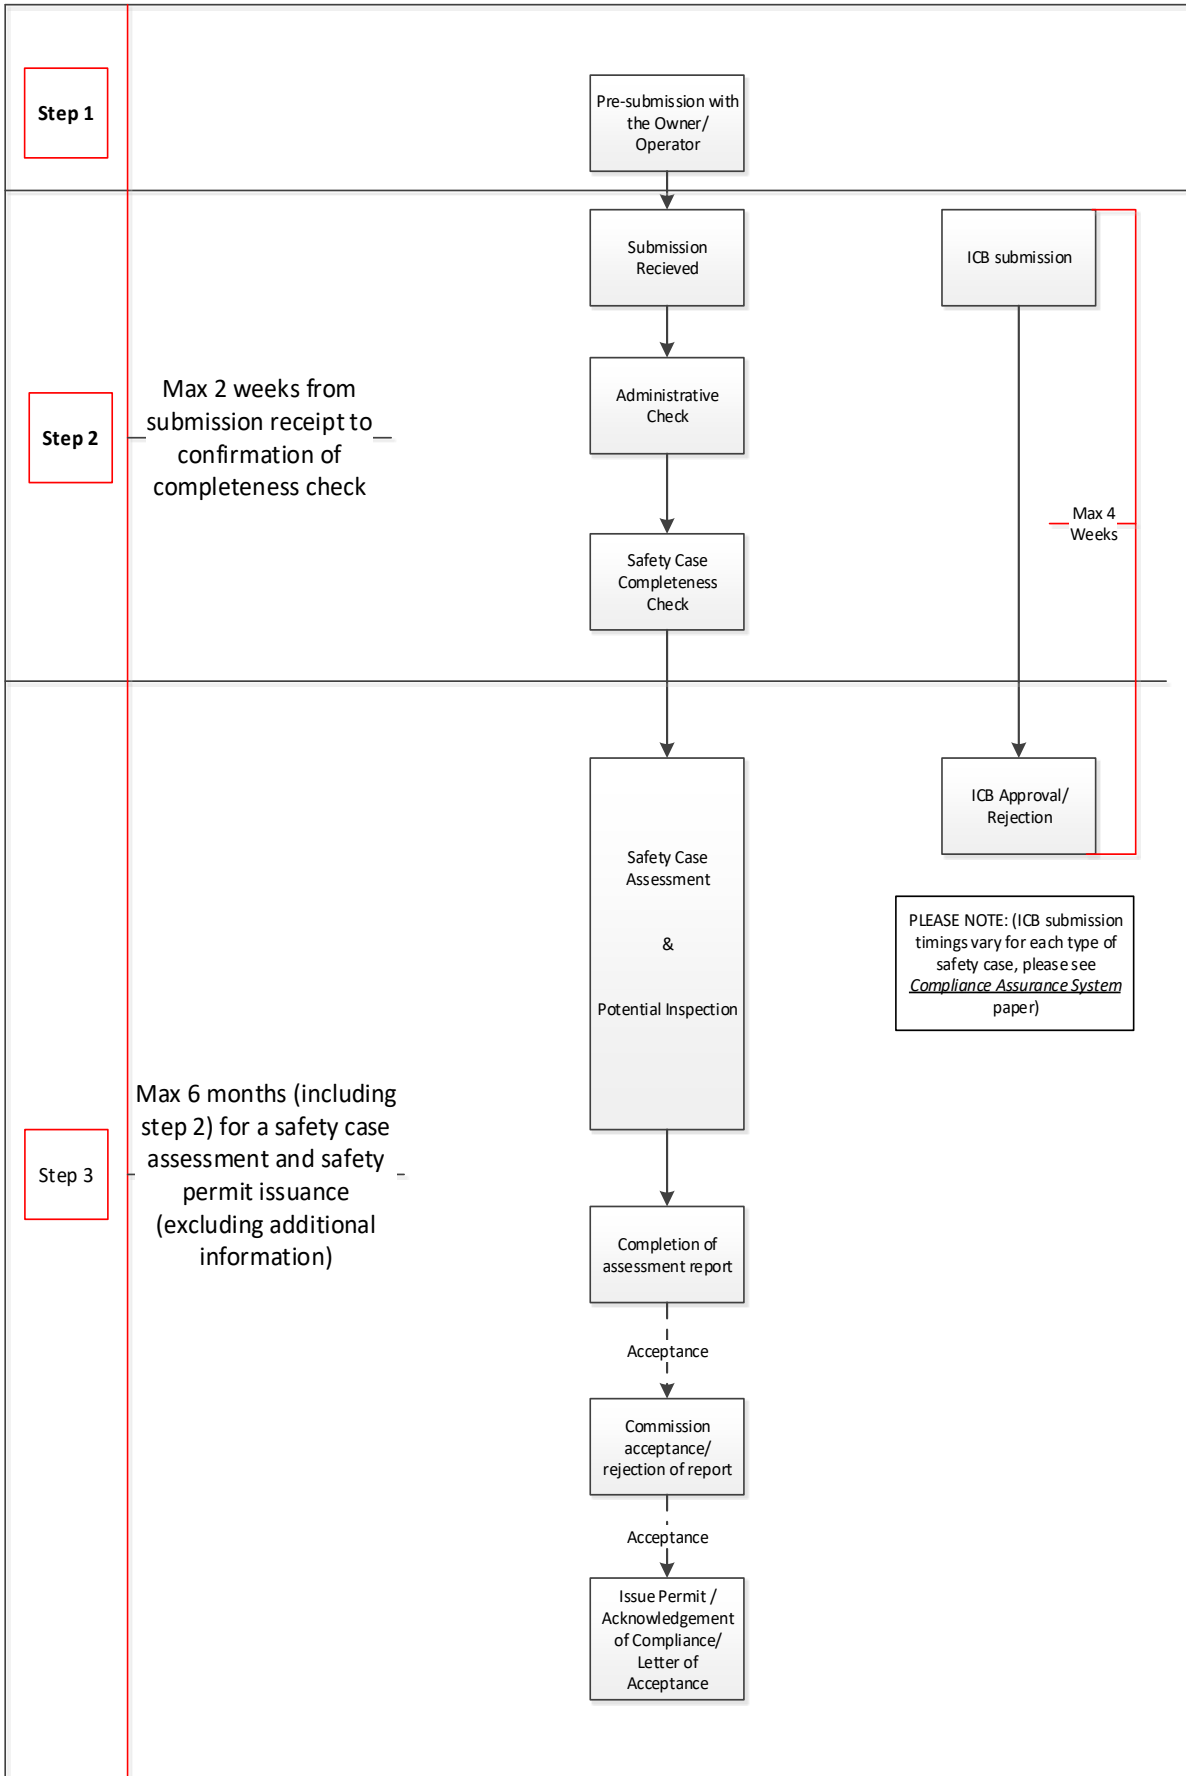 Step 1
Pre-submission with
the Owner/
Operator
Submission
Recieved
ICB submission
Administrative
Check
Step 2
Max 2 weeks from
submission receipt to
confirmation of
completeness check
Max 4
Weeks
Safety Case
Completeness
Check
Safety Case
Assessment
&
Potential Inspection
ICB Approval/
Rejection
PLEASE NOTE: (ICB submission
timings vary for each type of
safety case, please see
Compliance Assurance System
paper)
Step 3
Max 6 months (including
step 2) for a safety case
assessment and safety
permit issuance
(excluding additional
information)
Completion of
assessment report
Acceptance
Commission
acceptance/
rejection of report
Acceptance
Issue Permit /
Acknowledgement
of Compliance/
Letter of
Acceptance